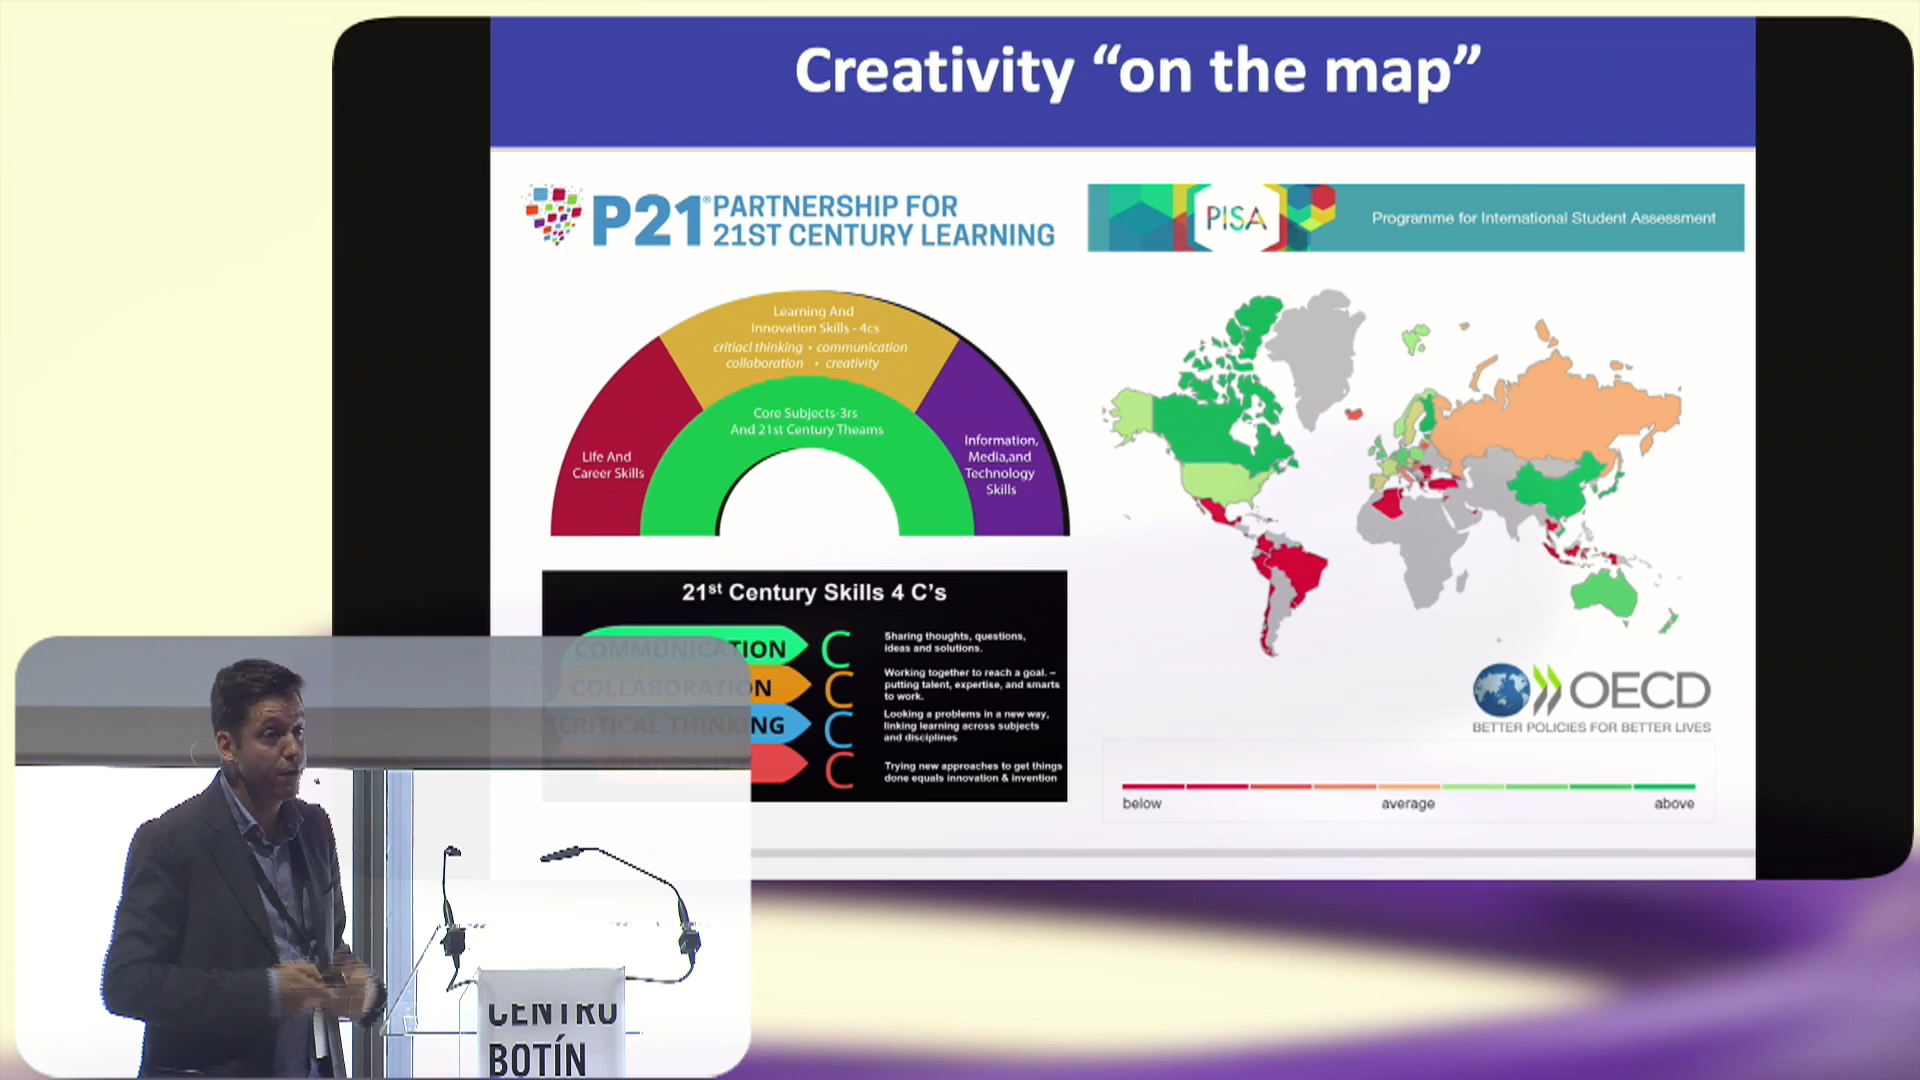 Creativity “on the map”
P21® PARTNERSHIP FOR
21ST CENTURY LEARNING
PISA
Programme for International Student Assessment
Learning And
Innovation Skills - 4cs
critiacl thinking • communication
collaboration • creativity
Core Subjects-3rs
And 21st Century Theams
Life And
Career Skills
Information,
Media,and
Technology
Skills
21st Century Skills 4 C’s
COMMUNICATION
C
Sharing thoughts, questions,
ideas and solutions.
COLLABORATION
C
Working together to reach a goal. –
putting talent, expertise, and smarts
to work.
CRITICAL THINKING
C
Looking a problems in a new way,
linking learning across subjects
and disciplines
C
Trying new approaches to get things
done equals innovation & invention
OECD
BETTER POLICIES FOR BETTER LIVES
below average above
CENTRO
BOTÍN